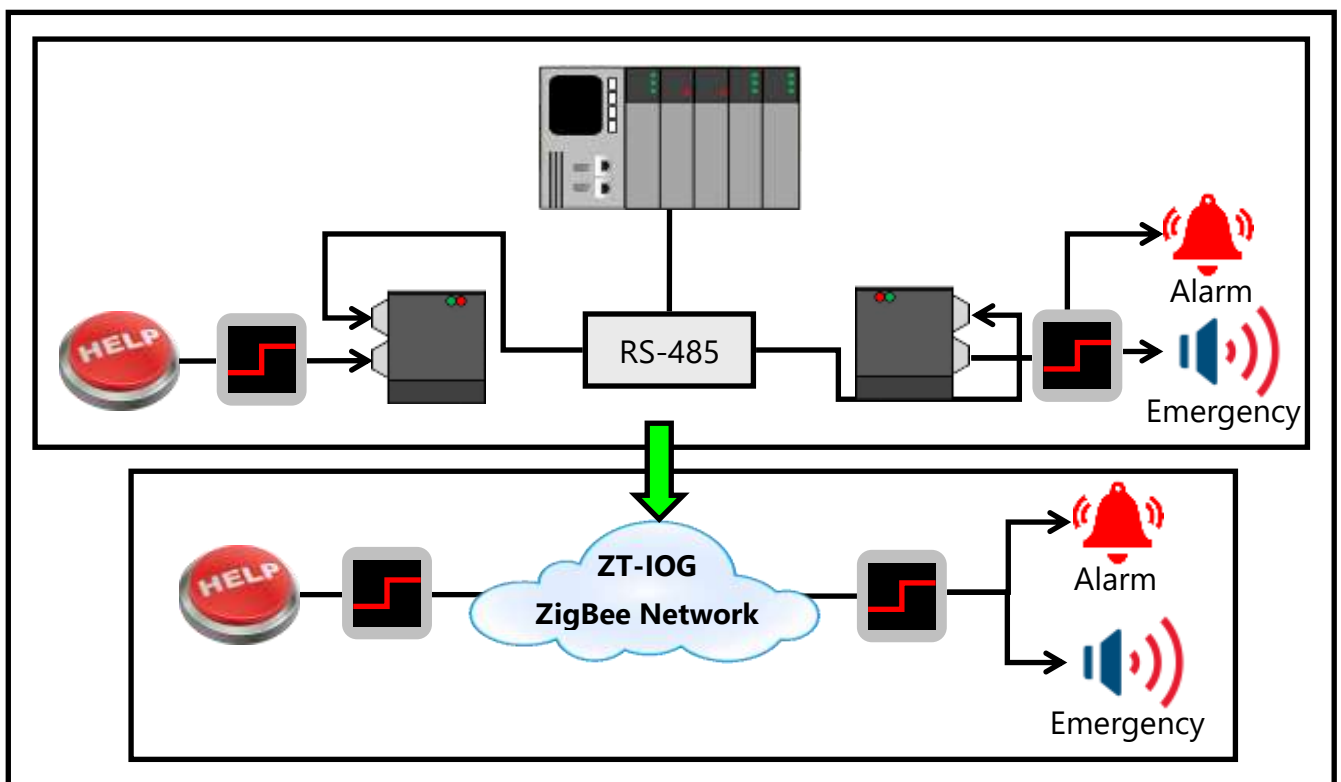 Alarm
HELP
RS-485
Emergency
ZT-IOG
ZigBee Network
HELP
Alarm
Emergency